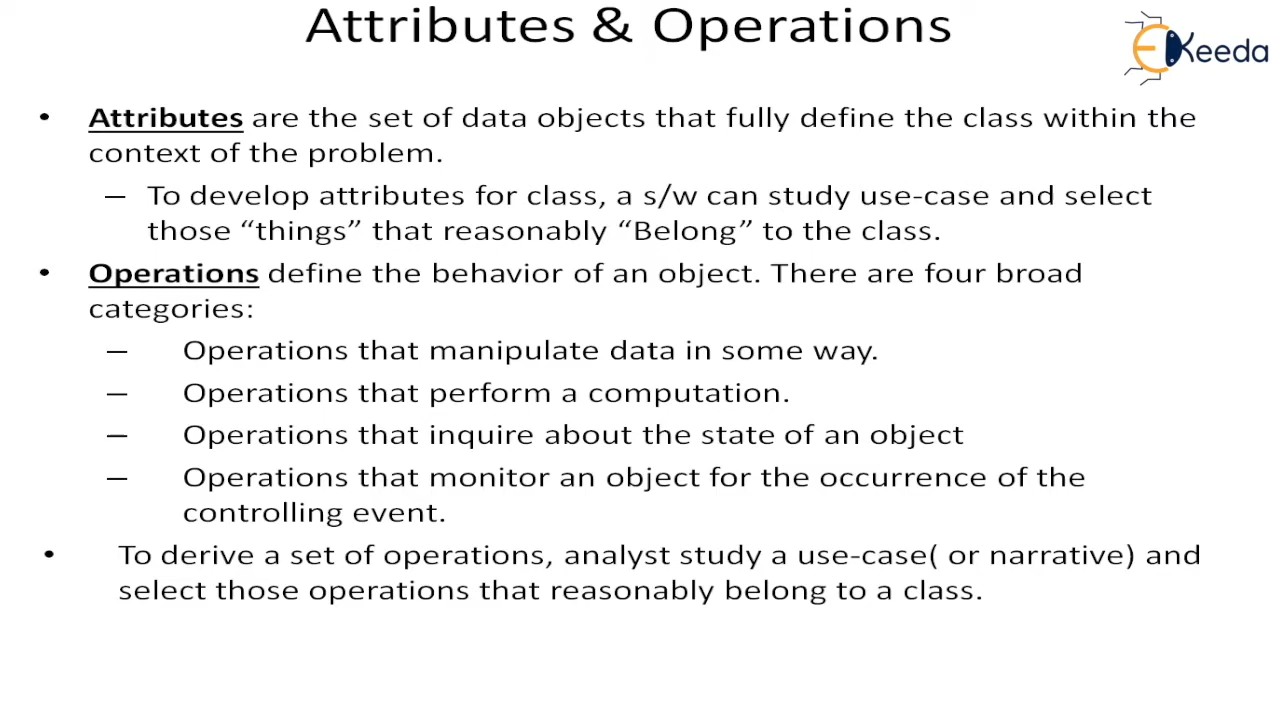 Attributes & Operations
EKeeda
• Attributes are the set of data objects that fully define the class within the
context of the problem.
– To develop attributes for class, a s/w can study use-case and select
those “things” that reasonably “Belong” to the class.
• Operations define the behavior of an object. There are four broad
categories:
– Operations that manipulate data in some way.
– Operations that perform a computation.
– Operations that inquire about the state of an object
– Operations that monitor an object for the occurrence of the
controlling event.
• To derive a set of operations, analyst study a use-case( or narrative) and
select those operations that reasonably belong to a class.